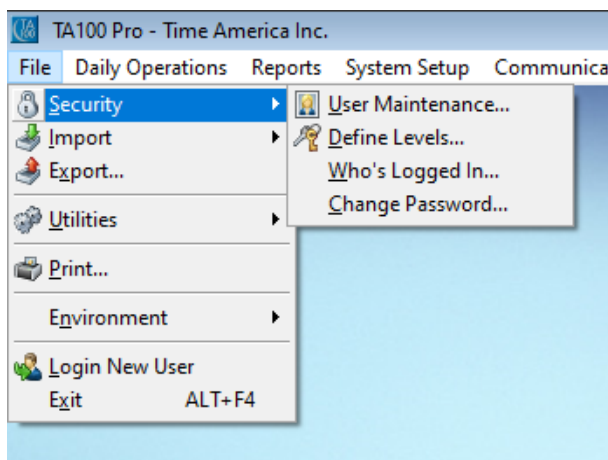 TA100 Pro - Time America Inc.
File Daily Operations Reports System Setup Communica
Security
Import
Export...
Utilities
Print...
Environment
Login New User
Exit ALT+F4
User Maintenance...
Define Levels...
Who's Logged In...
Change Password...